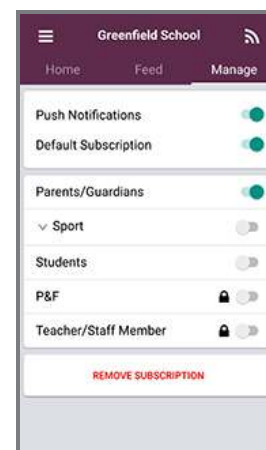 Greenfield School
Home Feed Manage
Push Notifications
Default Subscription
Parents/Guardians
Sport
Students
P&F
Teacher/Staff Member
REMOVE SUBSCRIPTION